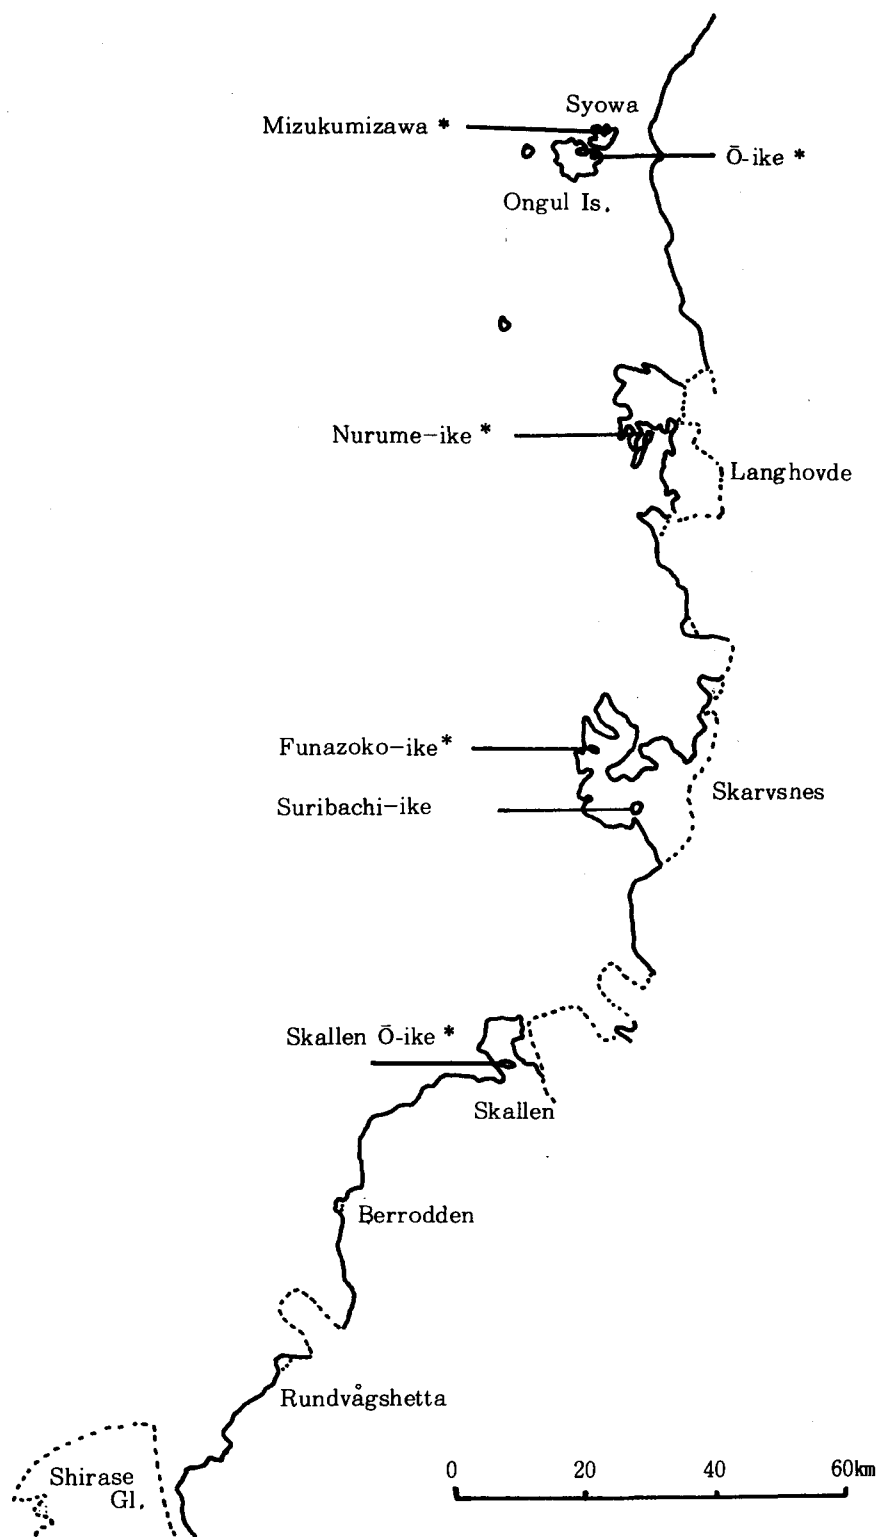 Syowa
Mizukumizawa *
Ō-ike *
Ongul Is.
Nurume-ike *
Langhovde
Funazoko-ike *
Skarvsnes
Suribachi-ike
Skallen Ō-ike *
Skallen
Berrodden
Rundvågshetta
Shirase
Gl.
0 20 40 60km